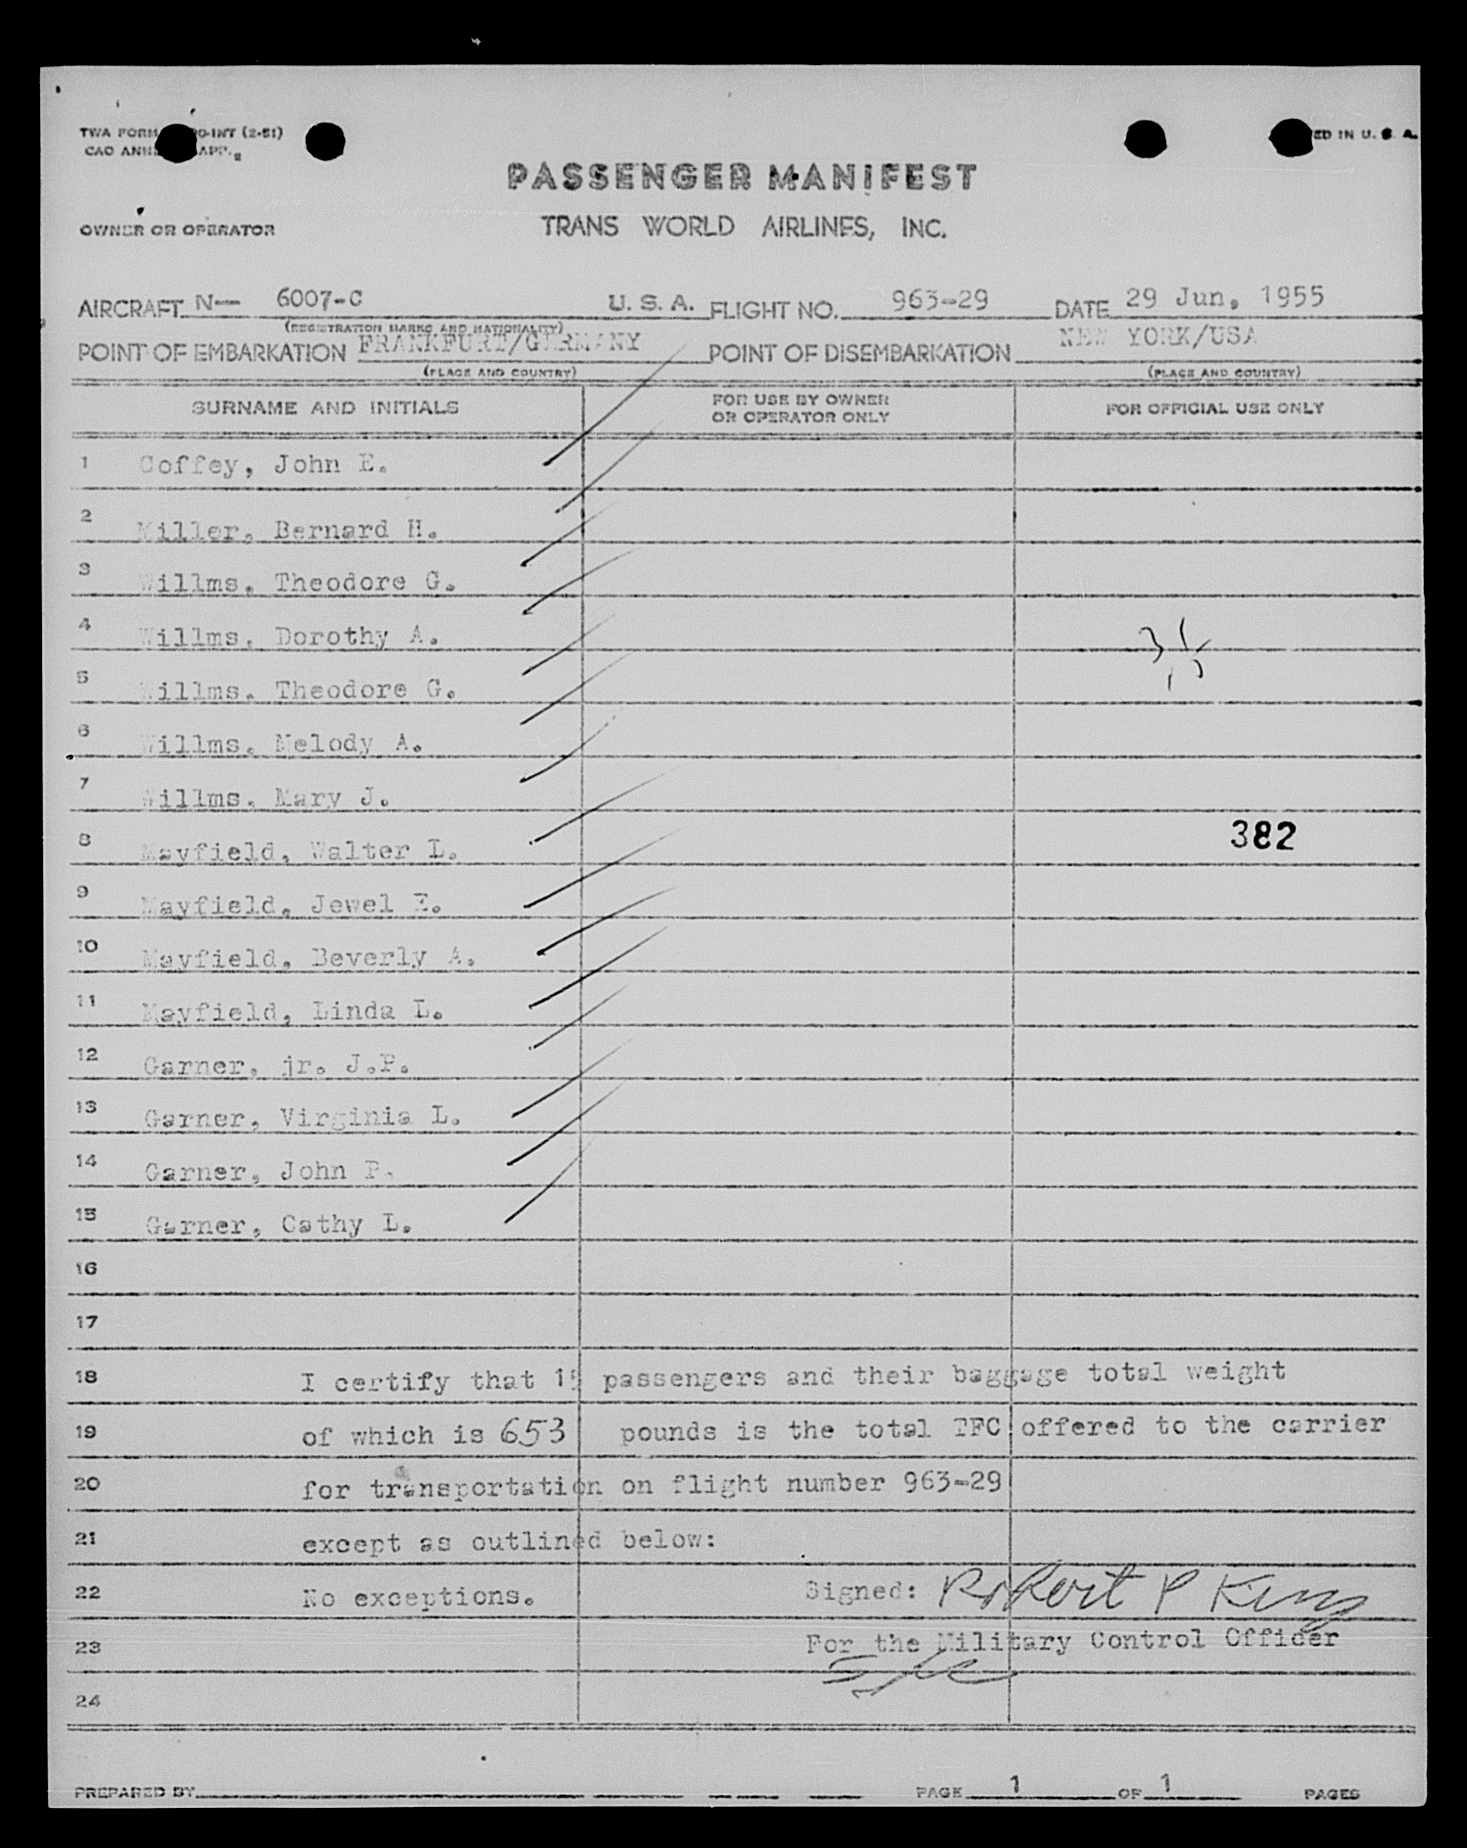 TWA FORM O-INT (2-51)
ED IN U. S. A.
CAO ANNE APP. 2
PASSENGER MANIFEST
OWNER OR OPERATOR TRANS WORLD AIRLINES, INC.
AIRCRAFT N— 6007-C U. S. A. FLIGHT NO. 963-29 DATE 29 Jun. 1955
(REGISTRATION MARKS AND NATIONALITY)
POINT OF EMBARKATION FRANKFURT/GERMANY POINT OF DISEMBARKATION NEW YORK/USA
(PLACE AND COUNTRY) (PLACE AND COUNTRY)
SURNAME AND INITIALS FOR USE BY OWNER OR OPERATOR ONLY FOR OFFICIAL USE ONLY
1 Coffey, John E.
2 Miller, Bernard H.
3 Willms. Theodore G.
4 Willms. Dorothy A.
5 Willms. Theodore G.
6 Willms. Melody A.
7 Willms. Mary J.
8 Mayfield, Walter L. 382
9 Mayfield, Jewel E.
10 Mayfield, Beverly A.
11 Mayfield, Linda L.
12 Garner, jr. J.P.
13 Garner, Virginia L.
14 Garner, John P.
15 Garner, Cathy L.
16
17
18 I certify that 15 passengers and their baggage total weight
19 of which is 653 pounds is the total TFC offered to the carrier
20 for transportation on flight number 963-29
21 except as outlined below:
22 No exceptions. Signed: Robert P King
23 For the Military Control Officer
24
PREPARED BY PAGE 1 OF 1 PAGES